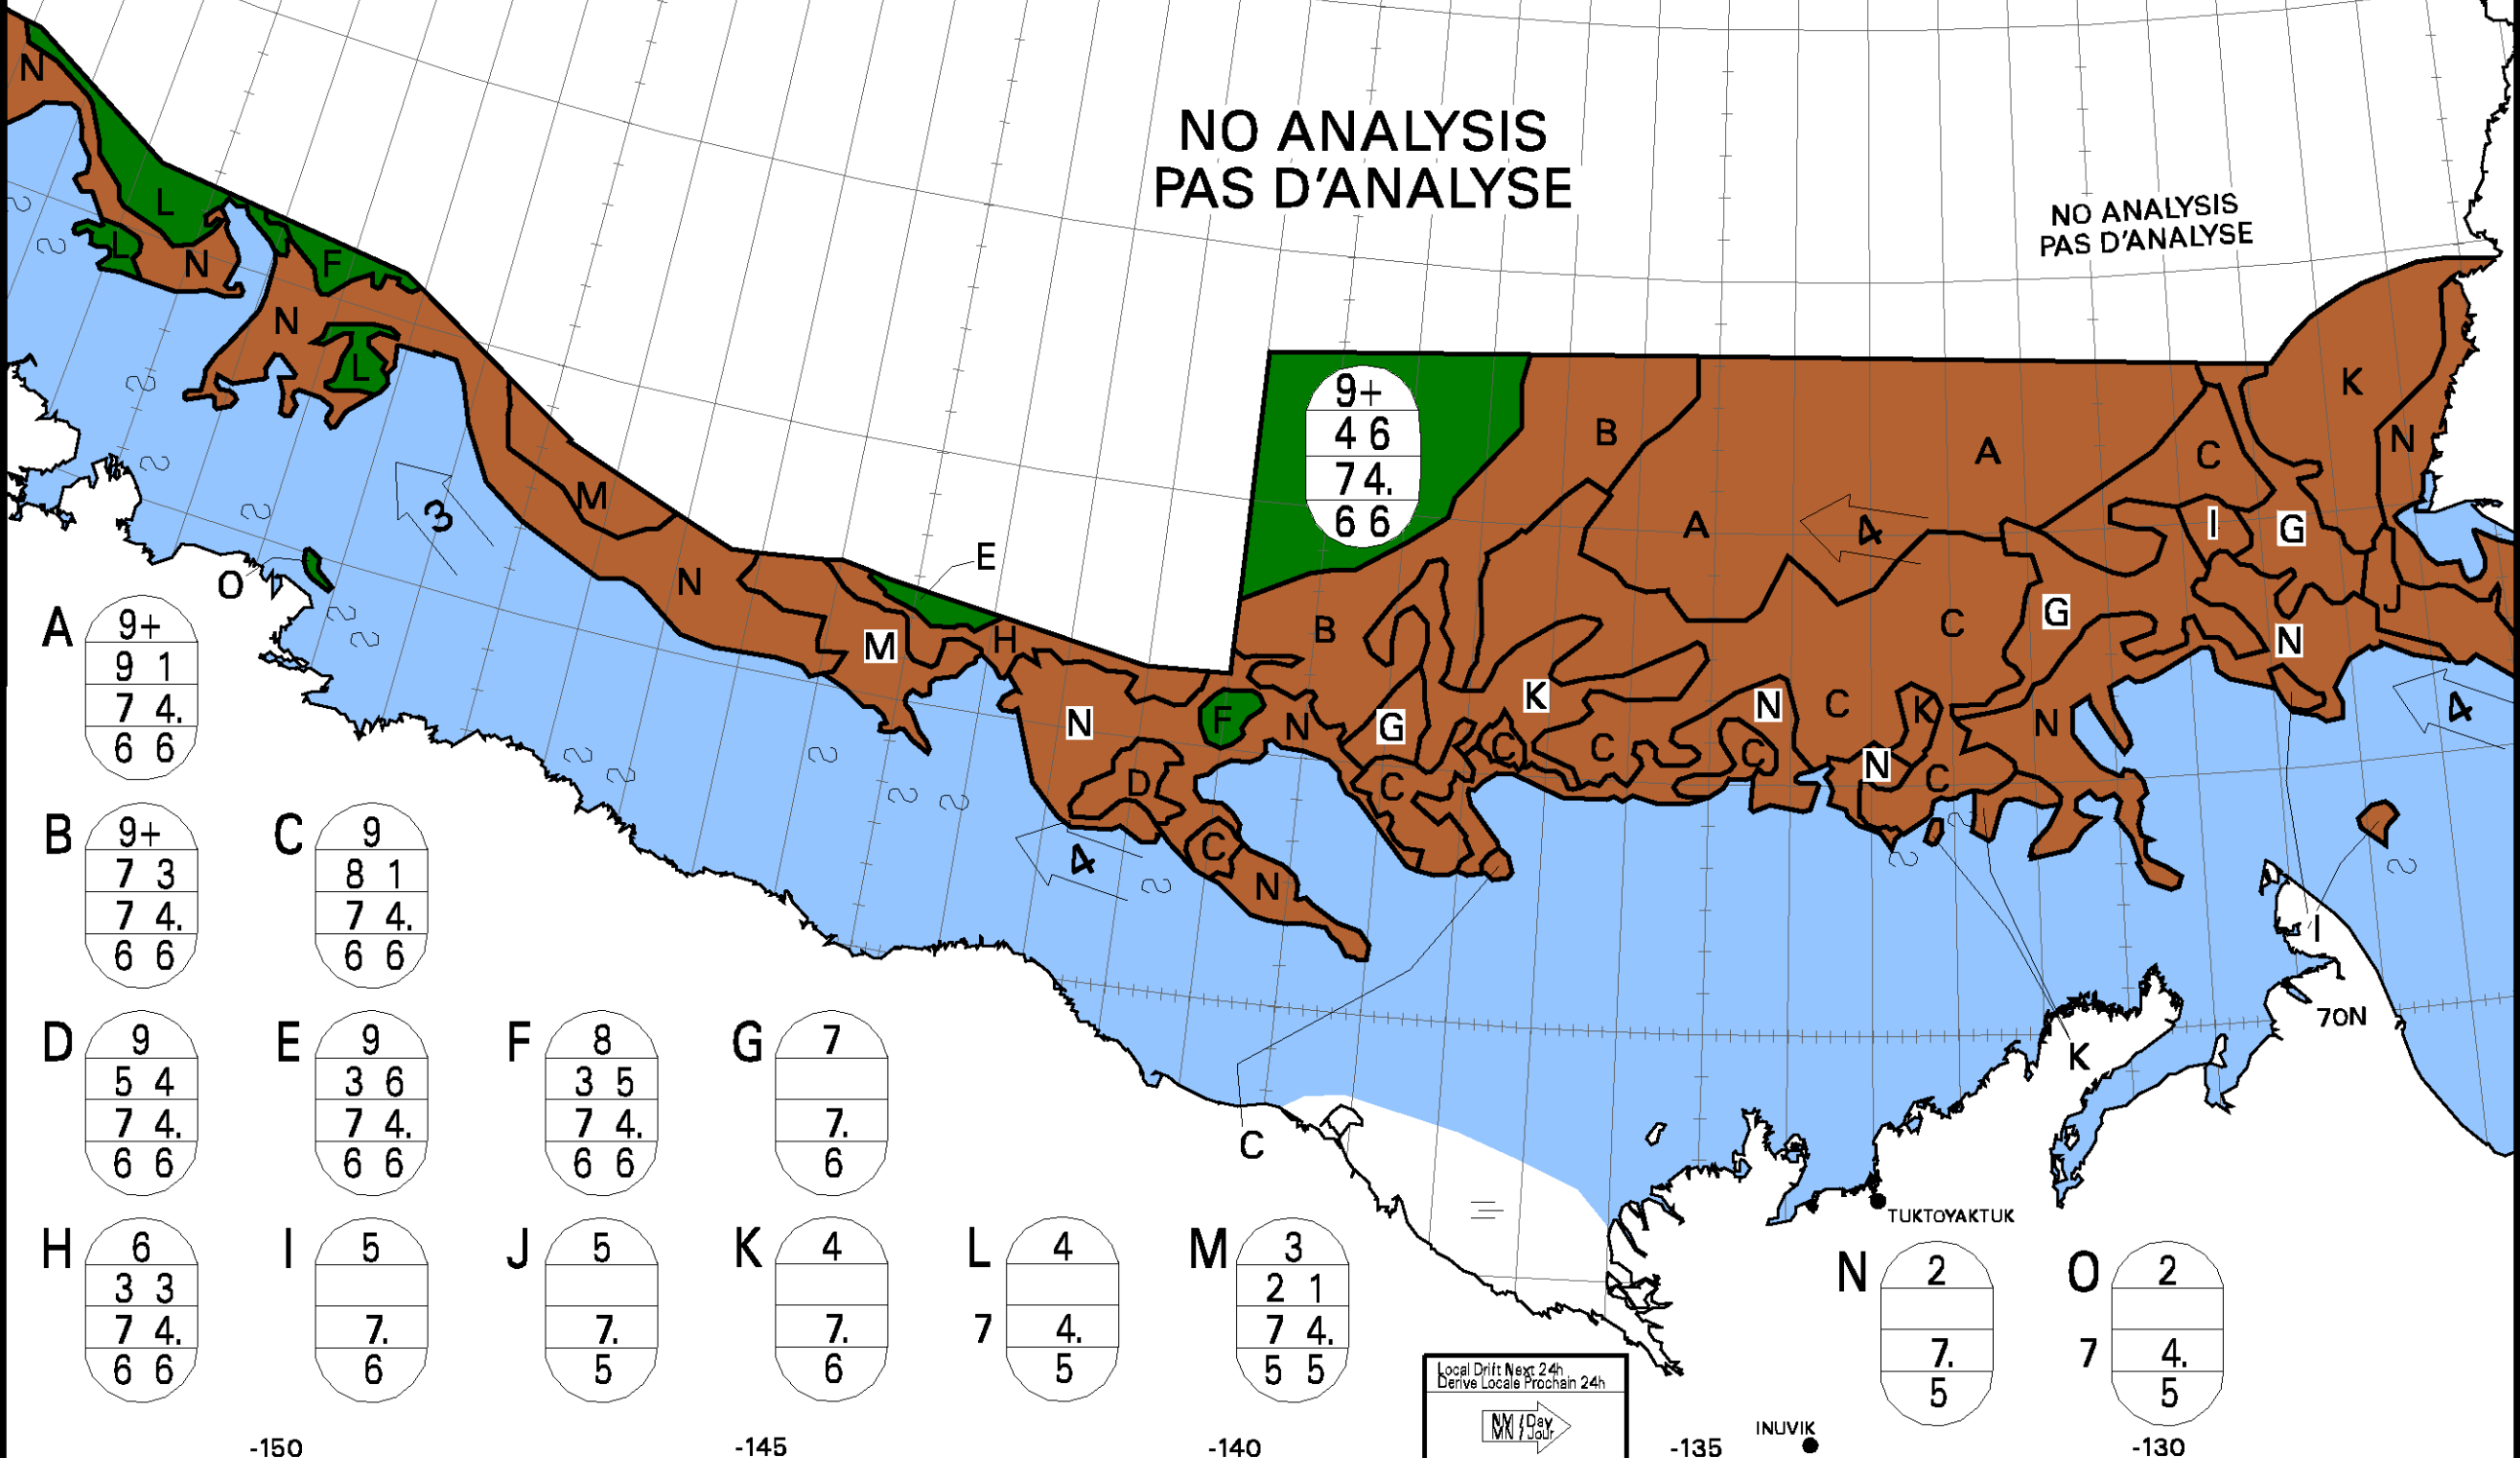 NO ANALYSIS
PAS D'ANALYSE
NO ANALYSIS
PAS D'ANALYSE
N
L
L
N
F
N
L
9+
4 6
7 4.
6 6
B
A
C
K
N
M
3
A
4
I
G
E
O
N
B
C
G
J
M
H
N
K
N
C
K
N
4
N
F
N
G
C
C
C
N
C
D
C
4
C
N
I
70N
K
C
A
9+
9 1
7 4.
6 6
B
9+
7 3
7 4.
6 6
C
9
8 1
7 4.
6 6
D
9
5 4
7 4.
6 6
E
9
3 6
7 4.
6 6
F
8
3 5
7 4.
6 6
G
7
7.
6
H
6
3 3
7 4.
6 6
I
5
7.
6
J
5
7.
5
K
4
7.
6
L
4
7 4.
5
M
3
2 1
7 4.
5 5
N
2
7.
5
O
2
7 4.
5
TUKTOYAKTUK
Local Drift Next 24h
Derive Locale Prochain 24h
NM / Day
MN / Jour
INUVIK
-150
-145
-140
-135
-130